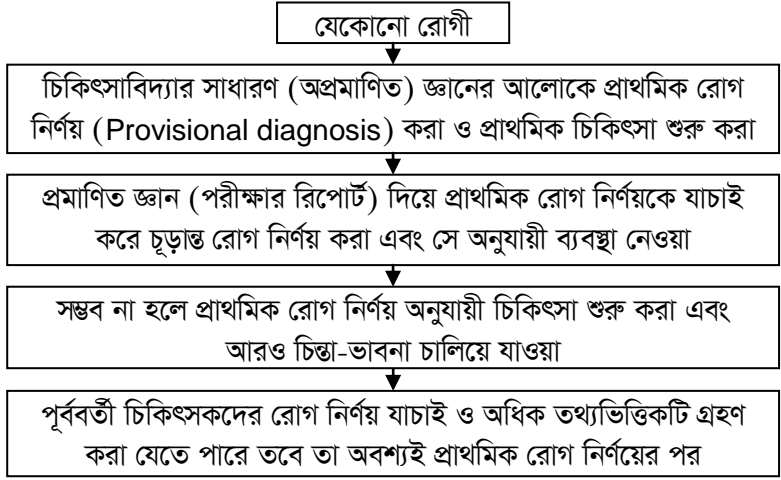 যেকোনো রোগী
চিকিৎসাবিদ্যার সাধারণ (অপ্রমাণিত) জ্ঞানের আলোকে প্রাথমিক রোগ
নির্ণয় (Provisional diagnosis) করা ও প্রাথমিক চিকিৎসা শুরু করা
প্রমাণিত জ্ঞান (পরীক্ষার রিপোর্ট) দিয়ে প্রাথমিক রোগ নির্ণয়কে যাচাই
করে চূড়ান্ত রোগ নির্ণয় করা এবং সে অনুযায়ী ব্যবস্থা নেওয়া
সম্ভব না হলে প্রাথমিক রোগ নির্ণয় অনুযায়ী চিকিৎসা শুরু করা এবং
আরও চিন্তা-ভাবনা চালিয়ে যাওয়া
পূর্ববর্তী চিকিৎসকদের রোগ নির্ণয় যাচাই ও অধিক তথ্যভিত্তিকটি গ্রহণ
করা যেতে পারে তবে তা অবশ্যই প্রাথমিক রোগ নির্ণয়ের পর